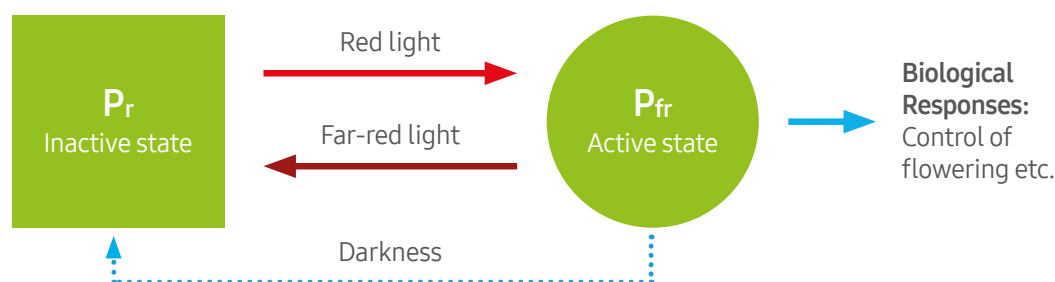 Red light
Pr
Inactive state
Far-red light
Pfr
Active state
Biological
Responses:
Control of
flowering etc.
Darkness